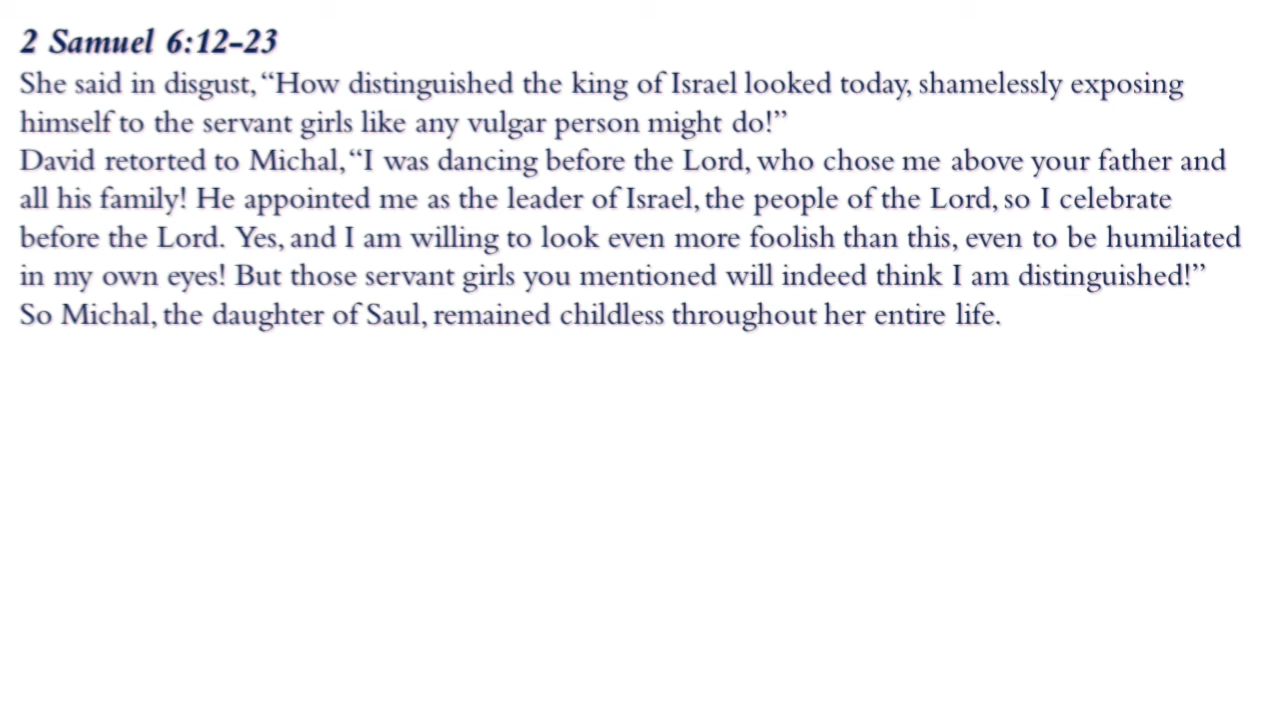 2 Samuel 6:12–23
She said in disgust, “How distinguished the king of Israel looked today, shamelessly exposing
himself to the servant girls like any vulgar person might do!”
David retorted to Michal, “I was dancing before the Lord, who chose me above your father and
all his family! He appointed me as the leader of Israel, the people of the Lord, so I celebrate
before the Lord. Yes, and I am willing to look even more foolish than this, even to be humiliated
in my own eyes! But those servant girls you mentioned will indeed think I am distinguished!”
So Michal, the daughter of Saul, remained childless throughout her entire life.